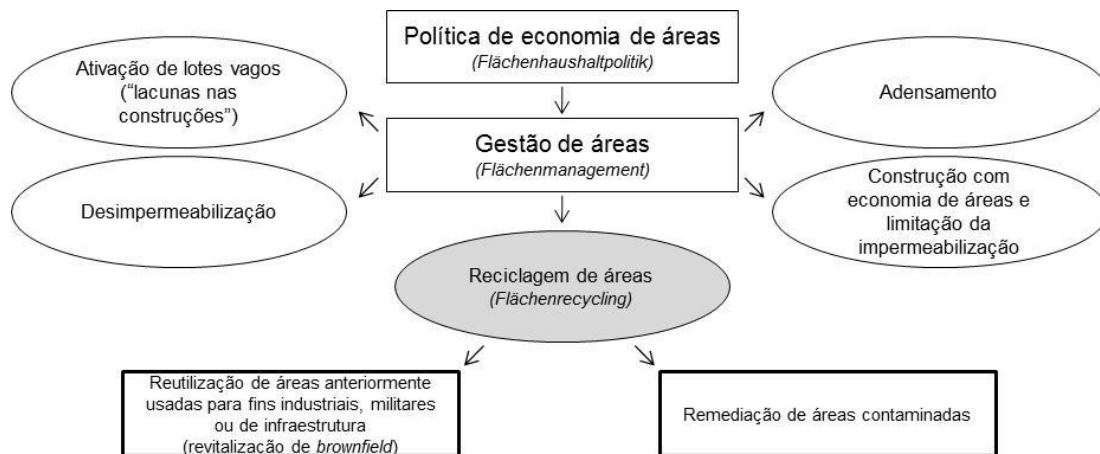 Política de economia de áreas
(Flächenhaushaltpolitik)
Ativação de lotes vagos
(“lacunas nas
construções”)
Adensamento
Gestão de áreas
(Flächenmanagement)
Desimpermeabilização
Construção com
economia de áreas e
limitação da
impermeabilização
Reciclagem de áreas
(Flächenrecycling)
Reutilização de áreas anteriormente
usadas para fins industriais, militares
ou de infraestrutura
(revitalização de brownfield)
Remediação de áreas contaminadas